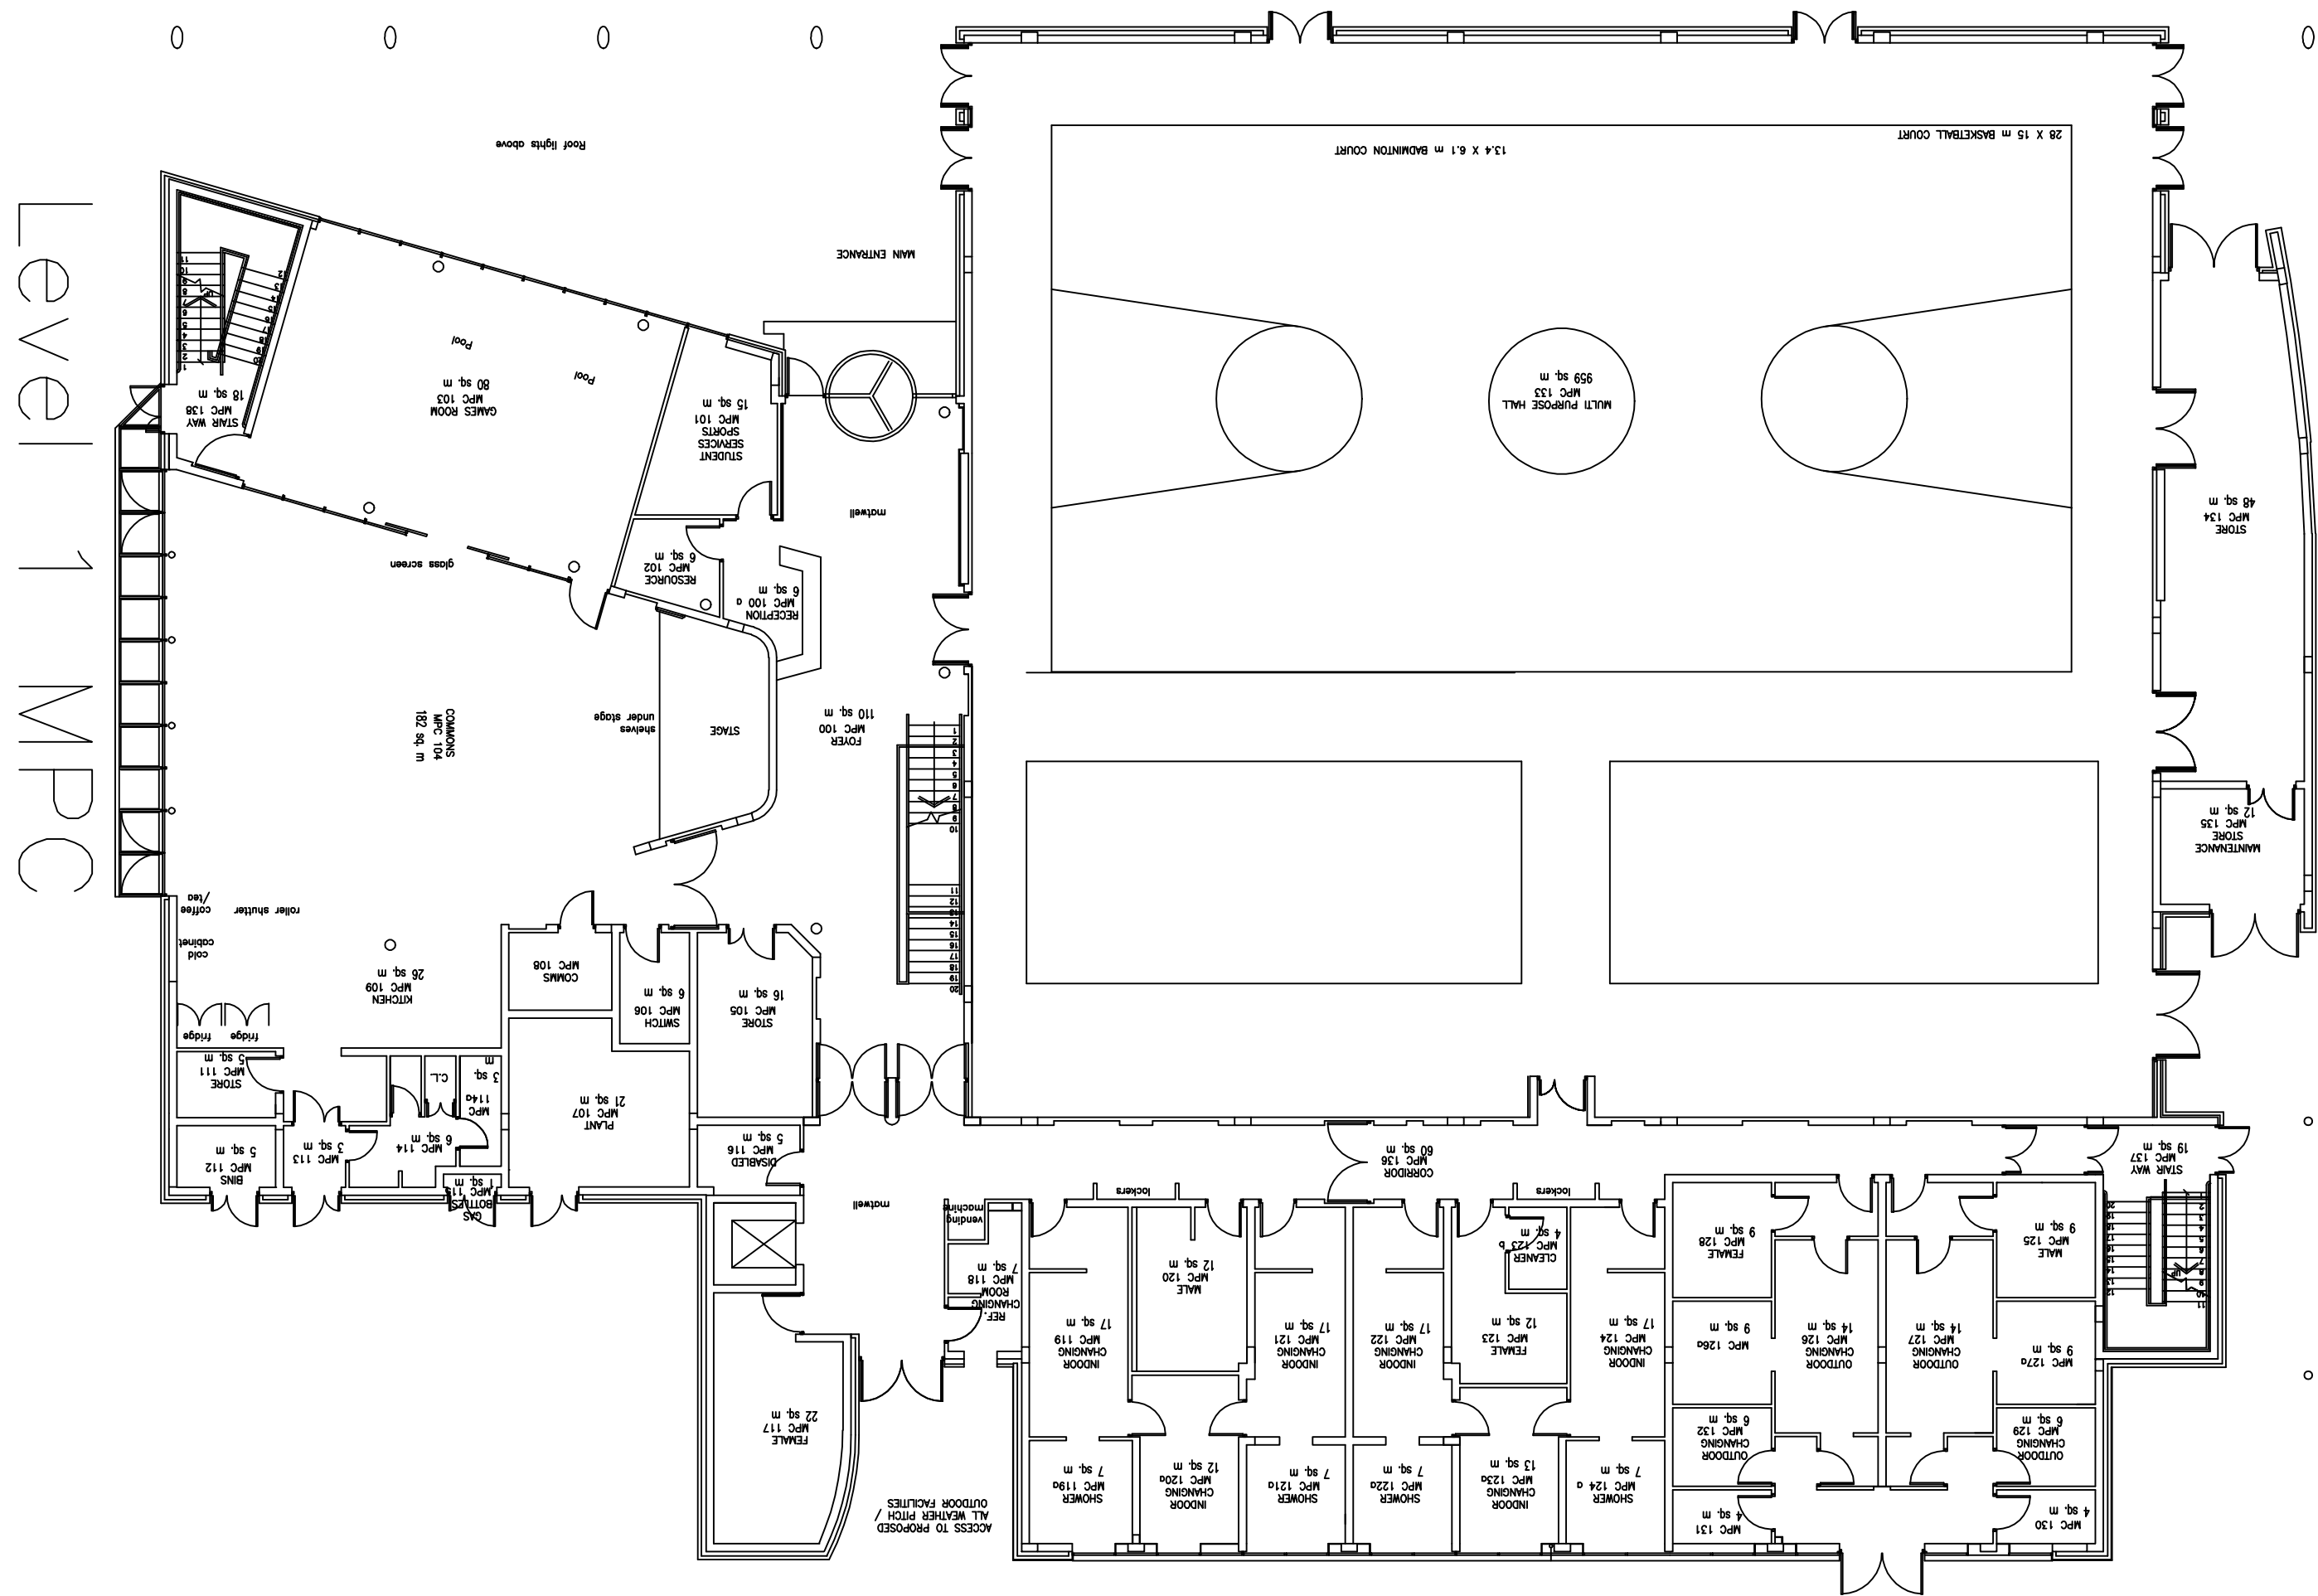 Level 1 MPC
MPC 130
4 sq. m
MPC 131
4 sq. m
OUTDOOR
CHANGING
MPC 129
6 sq. m
OUTDOOR
CHANGING
MPC 132
6 sq. m
SHOWER
MPC 124 a
7 sq. m
INDOOR
CHANGING
MPC 123a
13 sq. m
SHOWER
MPC 122a
7 sq. m
SHOWER
MPC 121a
7 sq. m
INDOOR
CHANGING
MPC 120a
12 sq. m
SHOWER
MPC 119a
7 sq. m
ACCESS TO PROPOSED
ALL WEATHER PITCH /
OUTDOOR FACILITIES
FEMALE
MPC 117
22 sq. m
MPC 127a
9 sq. m
OUTDOOR
CHANGING
MPC 127
14 sq. m
OUTDOOR
CHANGING
MPC 126
14 sq. m
MPC 126a
9 sq. m
INDOOR
CHANGING
MPC 124
17 sq. m
FEMALE
MPC 123
12 sq. m
INDOOR
CHANGING
MPC 122
17 sq. m
INDOOR
CHANGING
MPC 121
17 sq. m
MALE
MPC 120
12 sq. m
INDOOR
CHANGING
MPC 119
17 sq. m
REF.
CHANGING
ROOM
MPC 118
7 sq. m
MALE
MPC 125
9 sq. m
FEMALE
MPC 128
9 sq. m
CLEANER
MPC 123 b
4 sq. m
vending
machine
matwell
lockers
lockers
UP
STAIR WAY
MPC 137
19 sq. m
CORRIDOR
MPC 136
60 sq. m
DISABLED
MPC 116
5 sq. m
GAS
BOTTLES
MPC 115
1 sq. m
MPC 114
6 sq. m
MPC 113
3 sq. m
BINS
MPC 112
5 sq. m
PLANT
MPC 107
21 sq. m
MPC
114a
3 sq.
m
C.L.
STORE
MPC 111
5 sq. m
fridge
fridge
STORE
MPC 105
16 sq. m
SWITCH
MPC 106
6 sq. m
COMMS
MPC 108
KITCHEN
MPC 109
26 sq. m
cold
cabinet
roller shutter
coffee
/tea
MAINTENANCE
STORE
MPC 135
12 sq. m
FOYER
MPC 100
110 sq. m
STAGE
shelves
under stage
COMMONS
MPC 104
182 sq. m
RECEPTION
MPC 100 a
6 sq. m
RESOURCE
MPC 102
6 sq. m
glass screen
STORE
MPC 134
48 sq. m
matwell
STUDENT
SERVICES
SPORTS
MPC 101
15 sq. m
MULTI PURPOSE HALL
MPC 133
959 sq. m
GAMES ROOM
MPC 103
80 sq. m
Pool
Pool
STAIR WAY
MPC 138
18 sq. m
UP
MAIN ENTRANCE
Roof lights above
28 X 15 m BASKETBALL COURT
13.4 X 6.1 m BADMINTON COURT